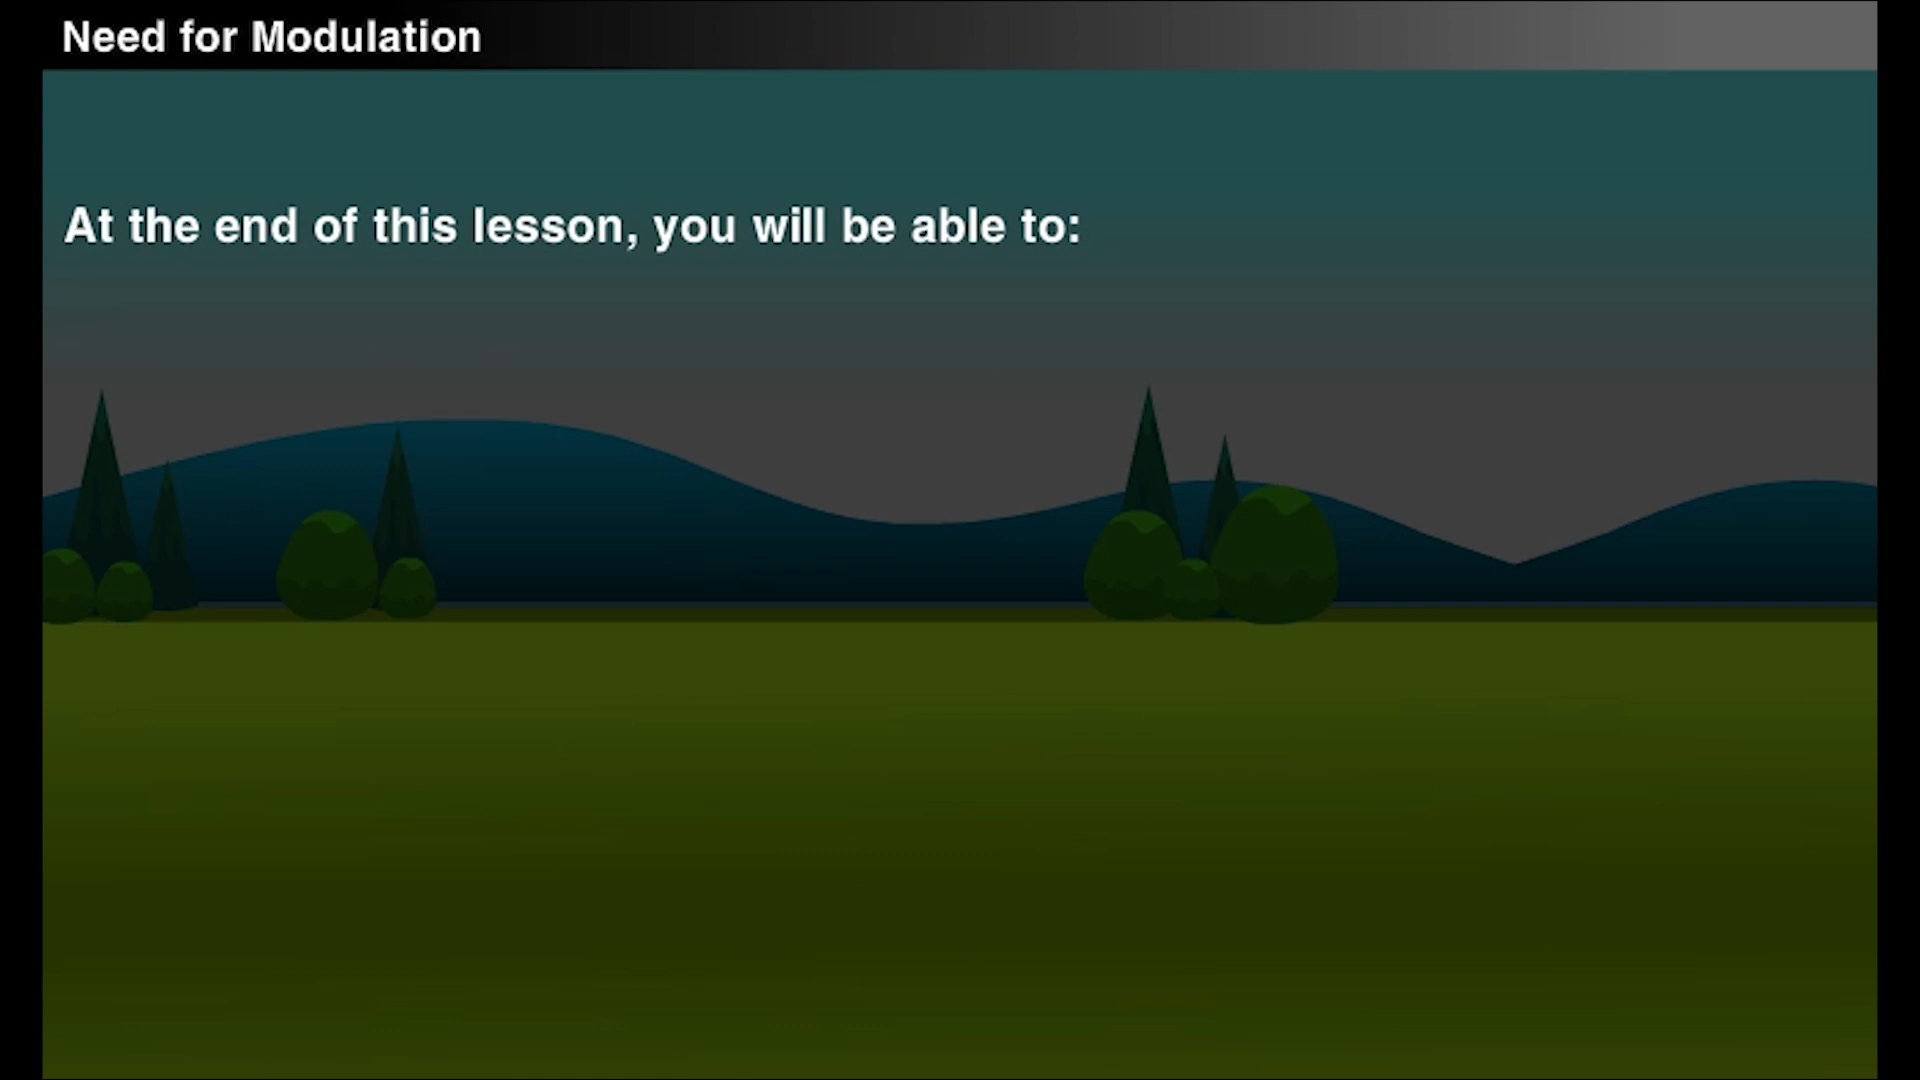 Need for Modulation
At the end of this lesson, you will be able to: